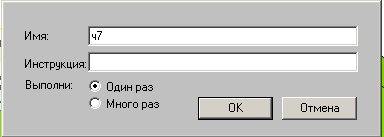 Имя: ч7
Инструкция:
Выполни: Один раз
Много раз
OK Отмена